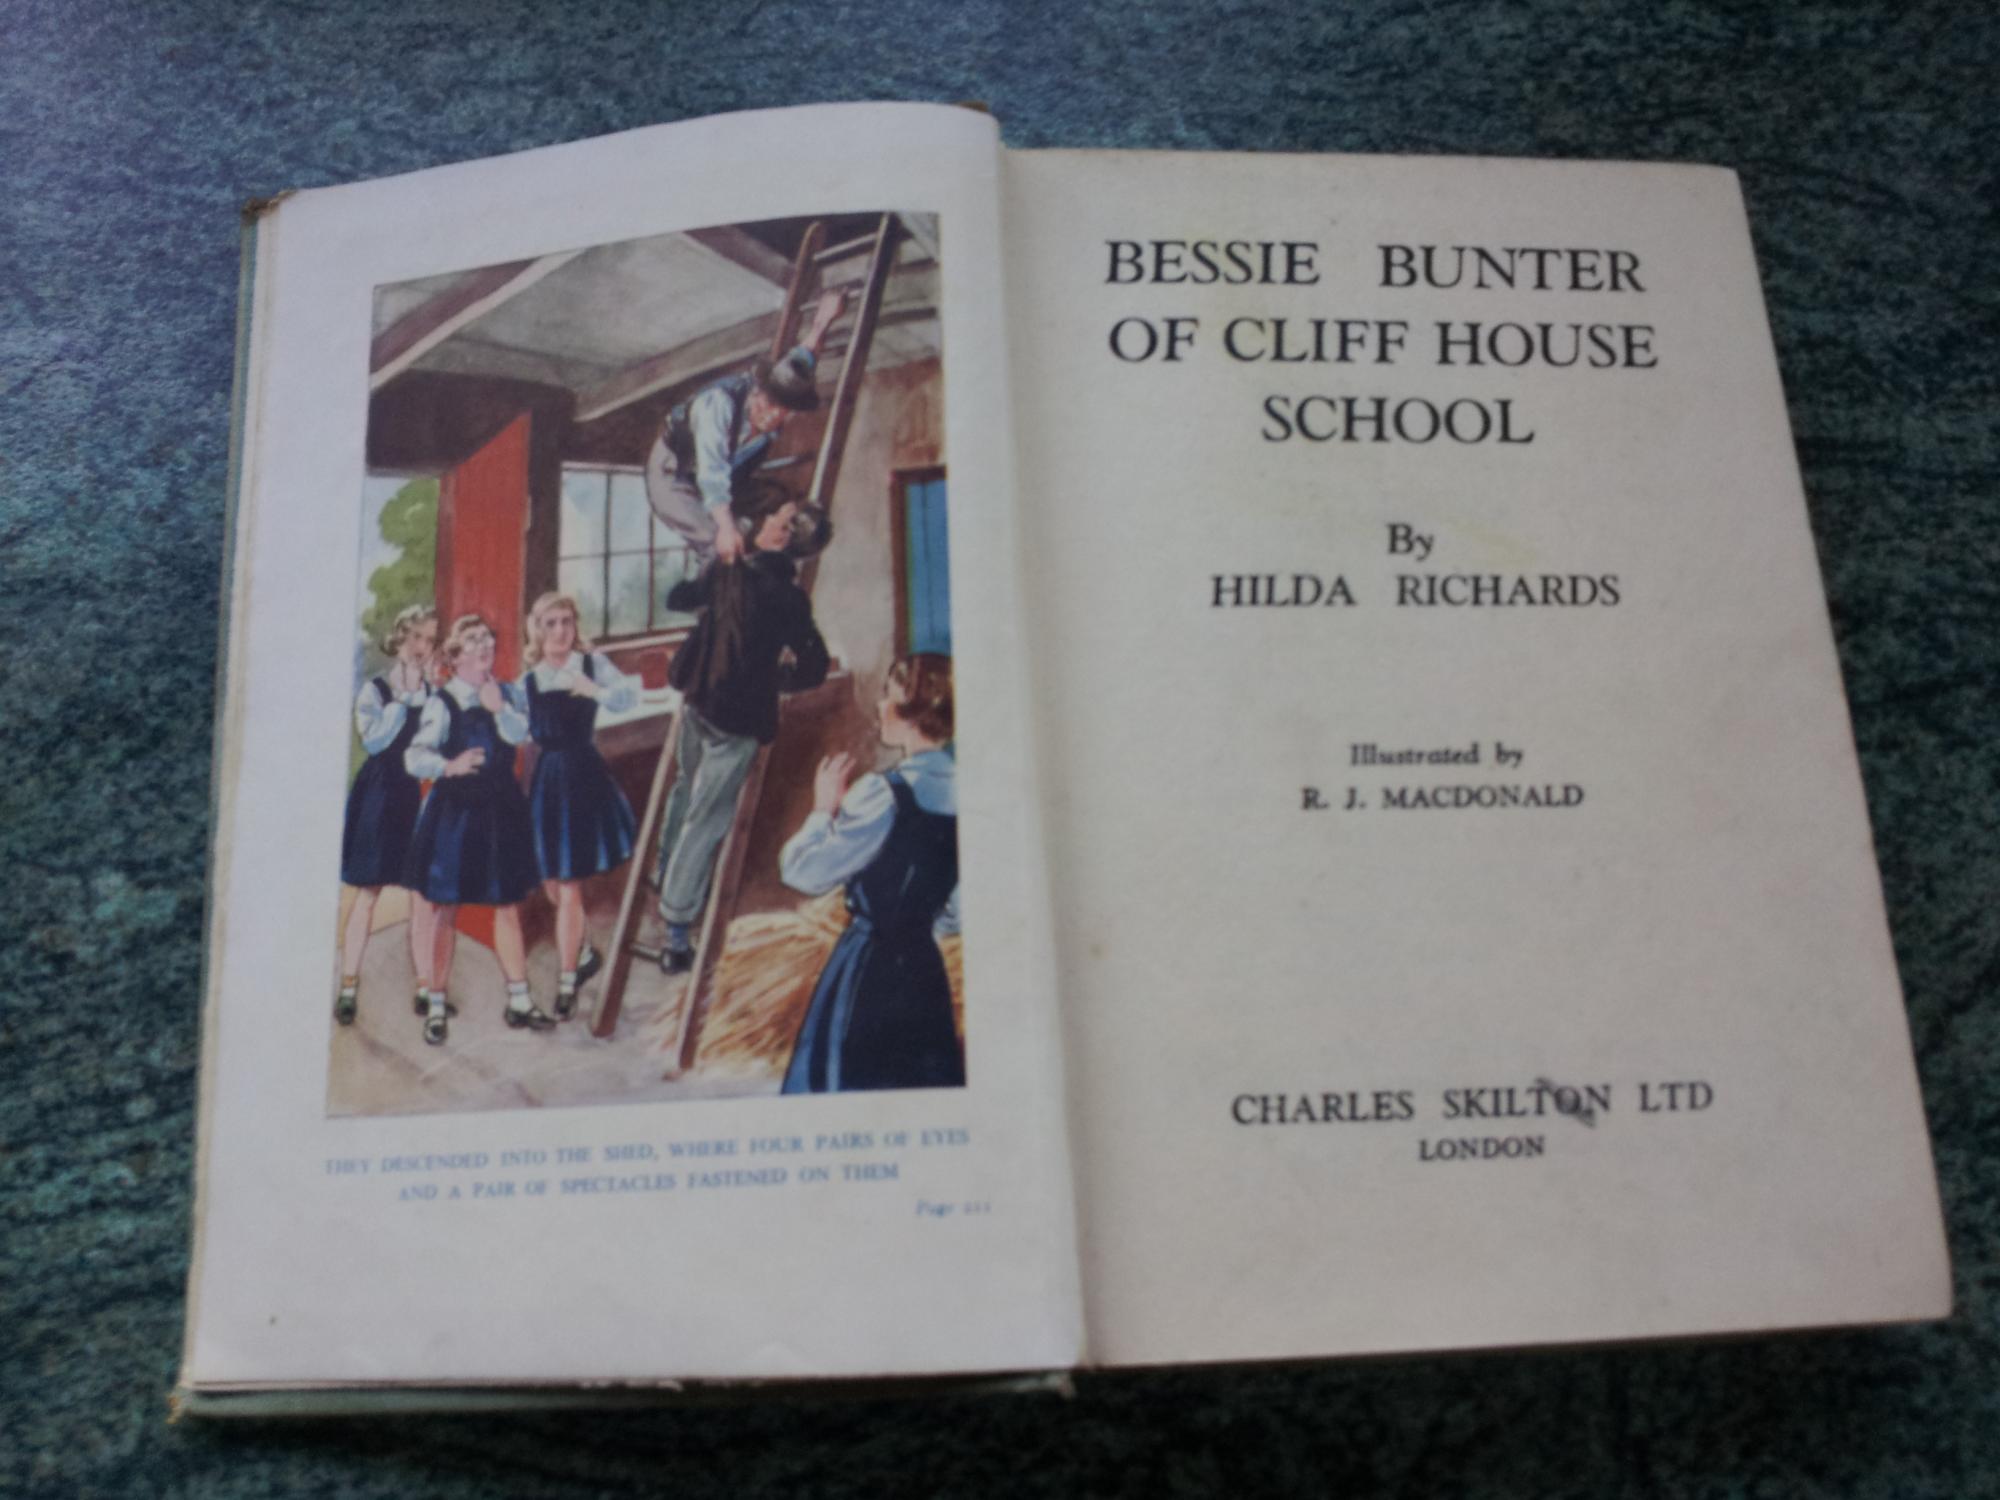 THEY DESCENDED INTO THE SHED, WHERE FOUR PAIRS OF EYES
AND A PAIR OF SPECTACLES FASTENED ON THEM
Page
BESSIE BUNTER
OF CLIFF HOUSE
SCHOOL
By
HILDA RICHARDS
Illustrated by
R. J. MACDONALD
CHARLES SKILTON LTD
LONDON